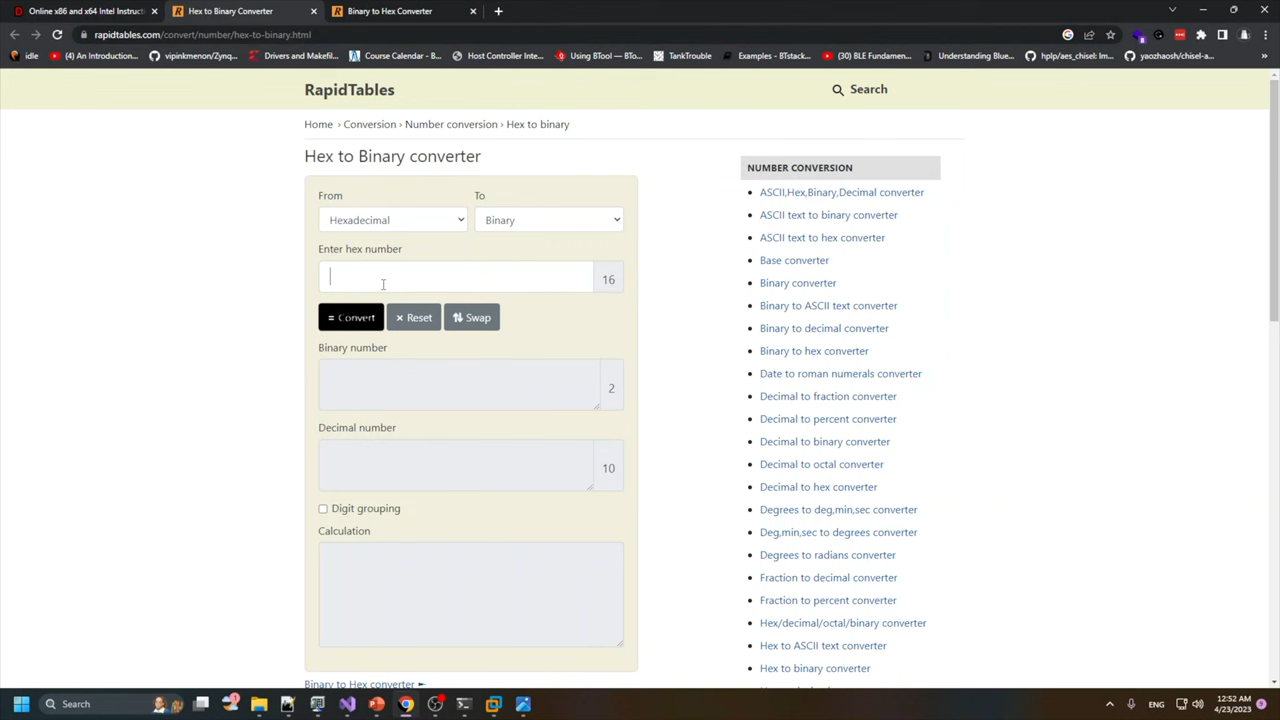 Online x86 and x64 Intel Instruct
Hex to Binary Converter
Binary to Hex Converter
rapidtables.com/convert/number/hex-to-binary.html
idle
(4) An Introduction...
vipinkmenon/Zynq...
Drivers and Makefil...
Course Calendar - B...
Host Controller Inte...
Using BTool — BTo...
TankTrouble
Examples - BTstack...
(30) BLE Fundamen...
Understanding Blue...
hplp/aes_chisel: Im...
yaozhaosh/chisel-a...
RapidTables
Search
Home › Conversion › Number conversion › Hex to binary
Hex to Binary converter
From
To
Hexadecimal
Binary
Enter hex number
16
= Convert
× Reset
Swap
Binary number
2
Decimal number
10
Digit grouping
Calculation
Binary to Hex converter ►
NUMBER CONVERSION
ASCII,Hex,Binary,Decimal converter
ASCII text to binary converter
ASCII text to hex converter
Base converter
Binary converter
Binary to ASCII text converter
Binary to decimal converter
Binary to hex converter
Date to roman numerals converter
Decimal to fraction converter
Decimal to percent converter
Decimal to binary converter
Decimal to octal converter
Decimal to hex converter
Degrees to deg,min,sec converter
Deg,min,sec to degrees converter
Degrees to radians converter
Fraction to decimal converter
Fraction to percent converter
Hex/decimal/octal/binary converter
Hex to ASCII text converter
Hex to binary converter
Search
ENG
12:52 AM
4/23/2023